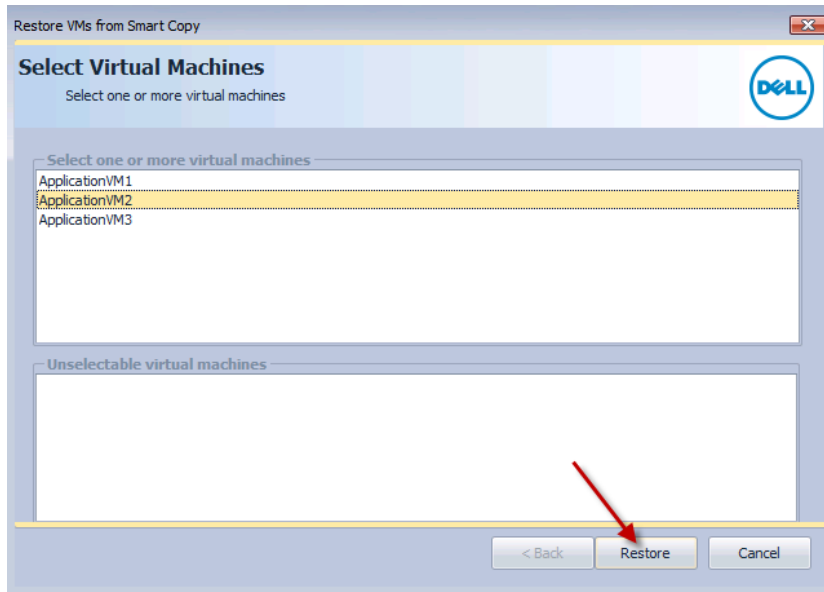 Restore VMs from Smart Copy
Select Virtual Machines
Select one or more virtual machines
DELL
Select one or more virtual machines
ApplicationVM1
ApplicationVM2
ApplicationVM3
Unselectable virtual machines
< Back Restore Cancel